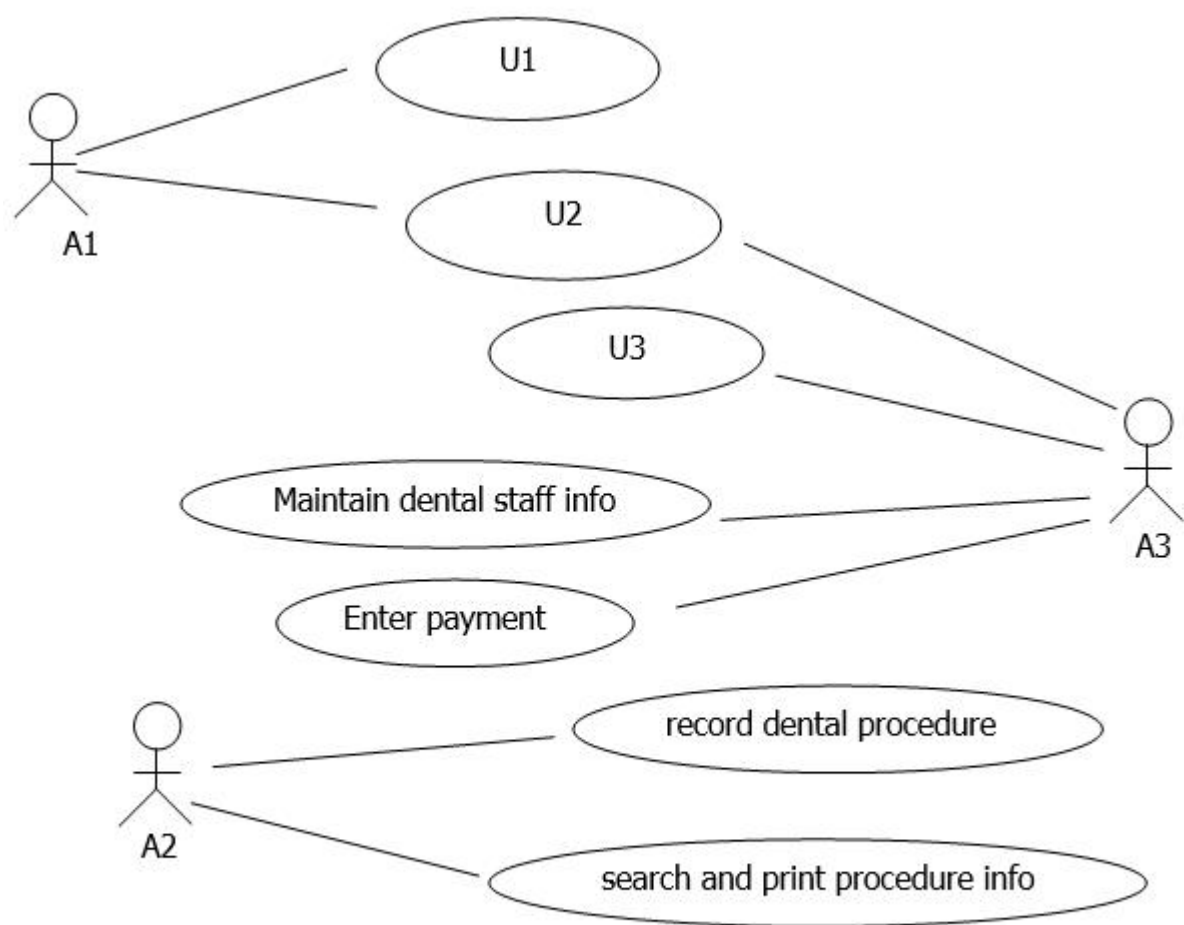 U1
A1
U2
U3
Maintain dental staff info
A3
Enter payment
record dental procedure
A2
search and print procedure info